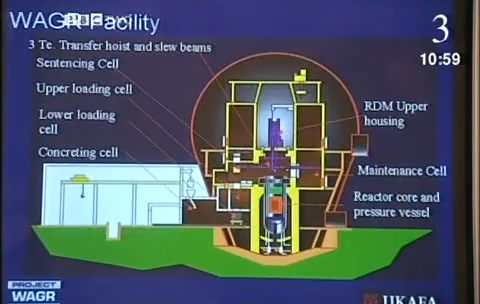 WAGR Facility
3
10:59
3 Te. Transfer hoist and slew beams
Sentencing Cell
Upper loading cell
Lower loading
cell
Concreting cell
RDM Upper
housing
Maintenance Cell
Reactor core and
pressure vessel
PROJECT
WAGR
UKAEA